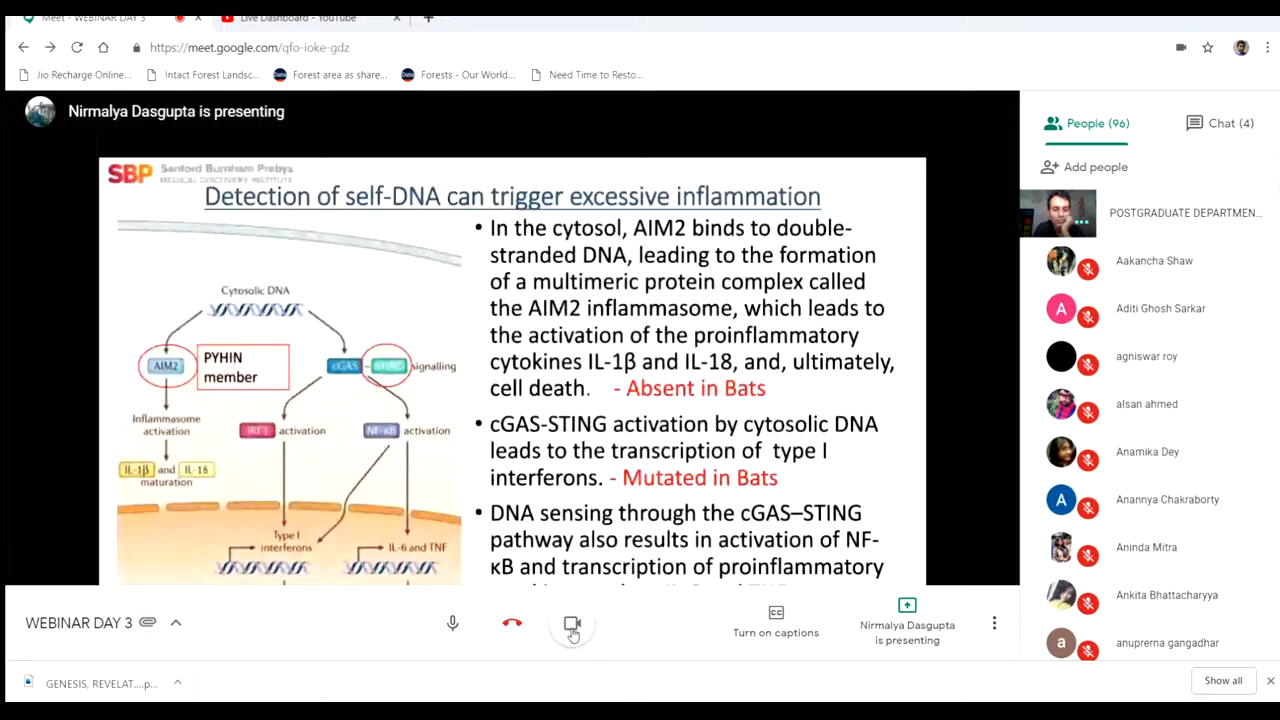 Meet - WEBINAR DAY 3
Live Dashboard - YouTube
https://meet.google.com/qfo-ioke-gdz
Jio Recharge Online...
Intact Forest Landsc...
Forest area as share...
Forests - Our World...
Need Time to Resto...
Nirmalya Dasgupta is presenting
People (96)
Chat (4)
Add people
SBP Sanford Burnham Prebys
MEDICAL DISCOVERY INSTITUTE
Detection of self-DNA can trigger excessive inflammation
Cytosolic DNA
AIM2
PYHIN
member
cGAS - STING signalling
Inflammasome
activation
IRF3 activation
NF-κB activation
IL-1β and IL-18
maturation
Type I
interferons
IL-6 and TNF
• In the cytosol, AIM2 binds to double-
stranded DNA, leading to the formation
of a multimeric protein complex called
the AIM2 inflammasome, which leads to
the activation of the proinflammatory
cytokines IL-1β and IL-18, and, ultimately,
cell death. - Absent in Bats
• cGAS-STING activation by cytosolic DNA
leads to the transcription of type I
interferons. - Mutated in Bats
• DNA sensing through the cGAS–STING
pathway also results in activation of NF-
κB and transcription of proinflammatory
POSTGRADUATE DEPARTMEN...
Aakancha Shaw
A
Aditi Ghosh Sarkar
agniswar roy
alsan ahmed
Anamika Dey
A
Anannya Chakraborty
Aninda Mitra
Ankita Bhattacharyya
a
anuprerna gangadhar
WEBINAR DAY 3
CC
Turn on captions
Nirmalya Dasgupta
is presenting
GENESIS, REVELAT....p...
Show all